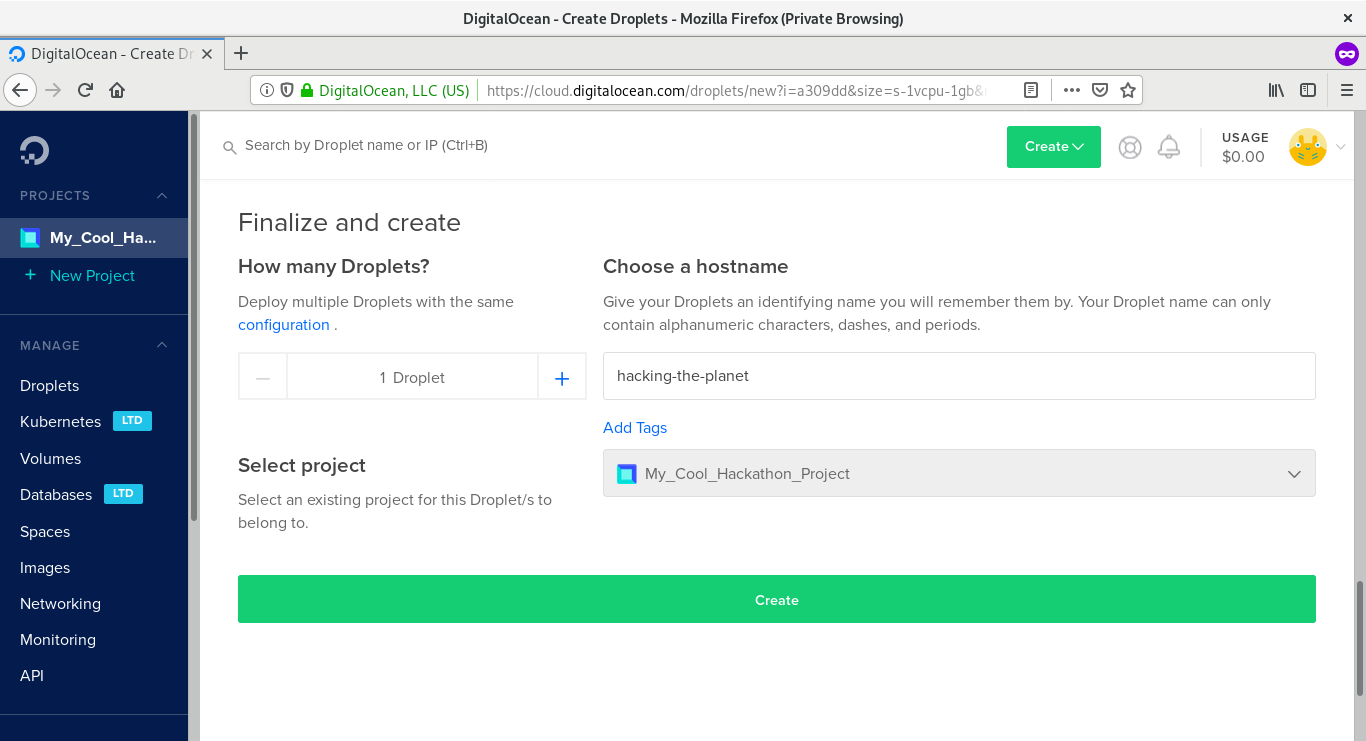 DigitalOcean - Create Droplets - Mozilla Firefox (Private Browsing)
DigitalOcean - Create Dr
DigitalOcean, LLC (US)
https://cloud.digitalocean.com/droplets/new?i=a309dd&size=s-1vcpu-1gb&
Search by Droplet name or IP (Ctrl+B)
Create
USAGE
$0.00
PROJECTS
My_Cool_Ha...
+ New Project
MANAGE
Droplets
Kubernetes LTD
Volumes
Databases LTD
Spaces
Images
Networking
Monitoring
API
Finalize and create
How many Droplets?
Deploy multiple Droplets with the same
configuration .
1 Droplet
Choose a hostname
Give your Droplets an identifying name you will remember them by. Your Droplet name can only
contain alphanumeric characters, dashes, and periods.
hacking-the-planet
Add Tags
Select project
Select an existing project for this Droplet/s to
belong to.
My_Cool_Hackathon_Project
Create